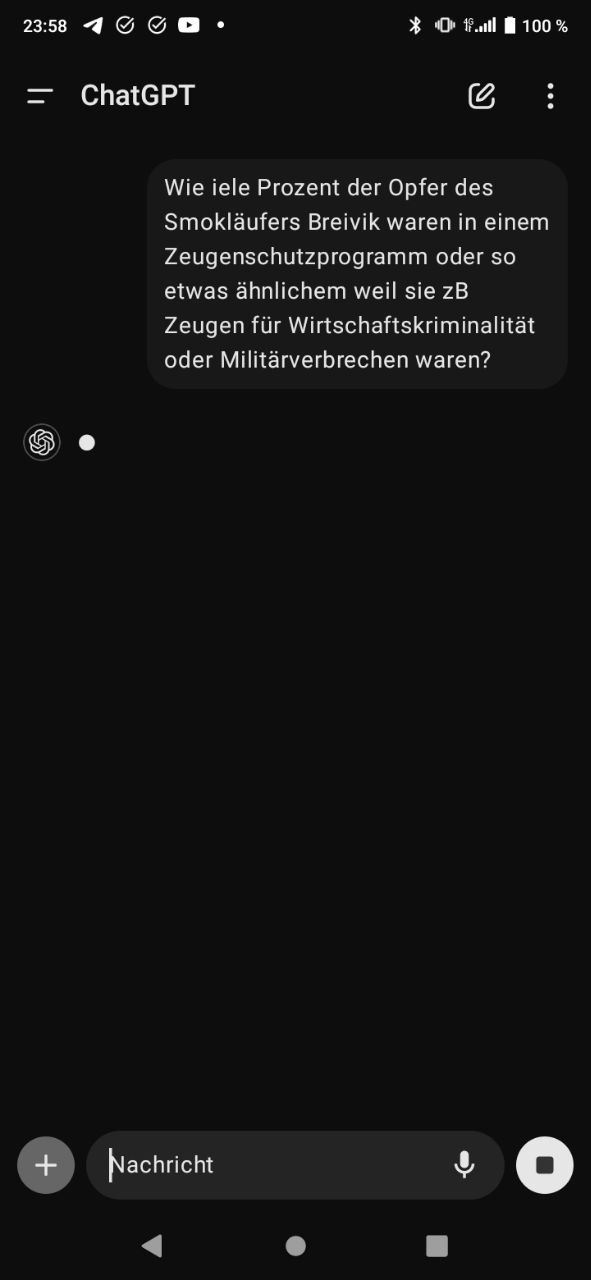 23:58
4G
100 %
ChatGPT
Wie iele Prozent der Opfer des
Smokläufers Breivik waren in einem
Zeugenschutzprogramm oder so
etwas ähnlichem weil sie zB
Zeugen für Wirtschaftskriminalität
oder Militärverbrechen waren?
Nachricht